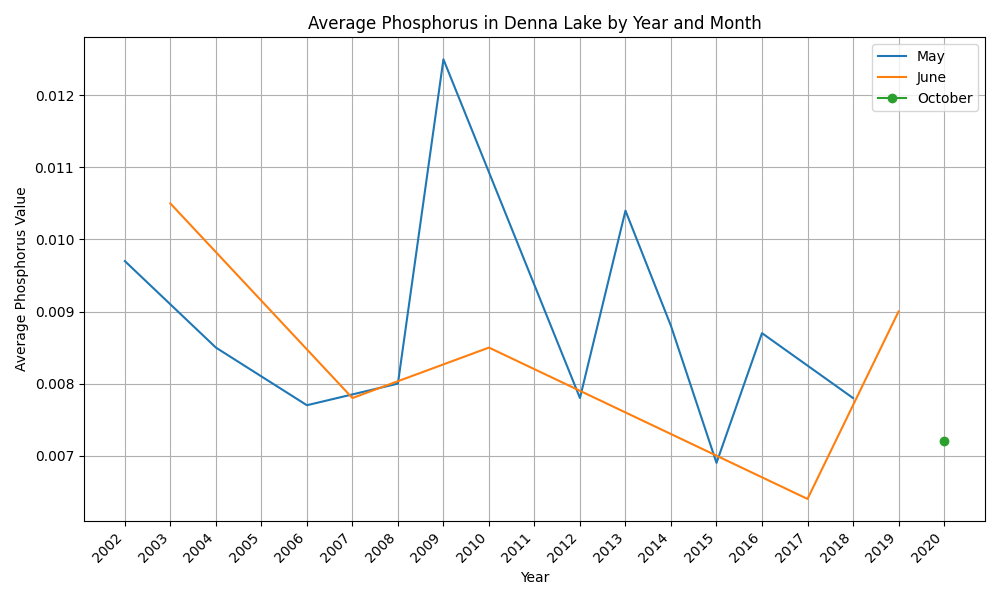 Average Phosphorus in Denna Lake by Year and Month
May
June
October
Average Phosphorus Value
0.012
0.011
0.010
0.009
0.008
0.007
2002 2003 2004 2005 2006 2007 2008 2009 2010 2011 2012 2013 2014 2015 2016 2017 2018 2019 2020
Year